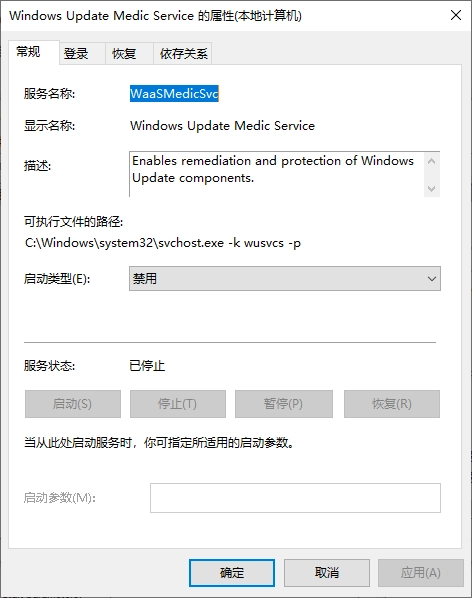 Windows Update Medic Service 的属性(本地计算机)
常规 登录 恢复 依存关系
服务名称: WaaSMedicSvc
显示名称: Windows Update Medic Service
描述: Enables remediation and protection of Windows
Update components.
可执行文件的路径:
C:\Windows\system32\svchost.exe -k wusvcs -p
启动类型(E): 禁用
服务状态: 已停止
启动(S) 停止(T) 暂停(P) 恢复(R)
当从此处启动服务时，你可指定所适用的启动参数。
启动参数(M):
确定 取消 应用(A)